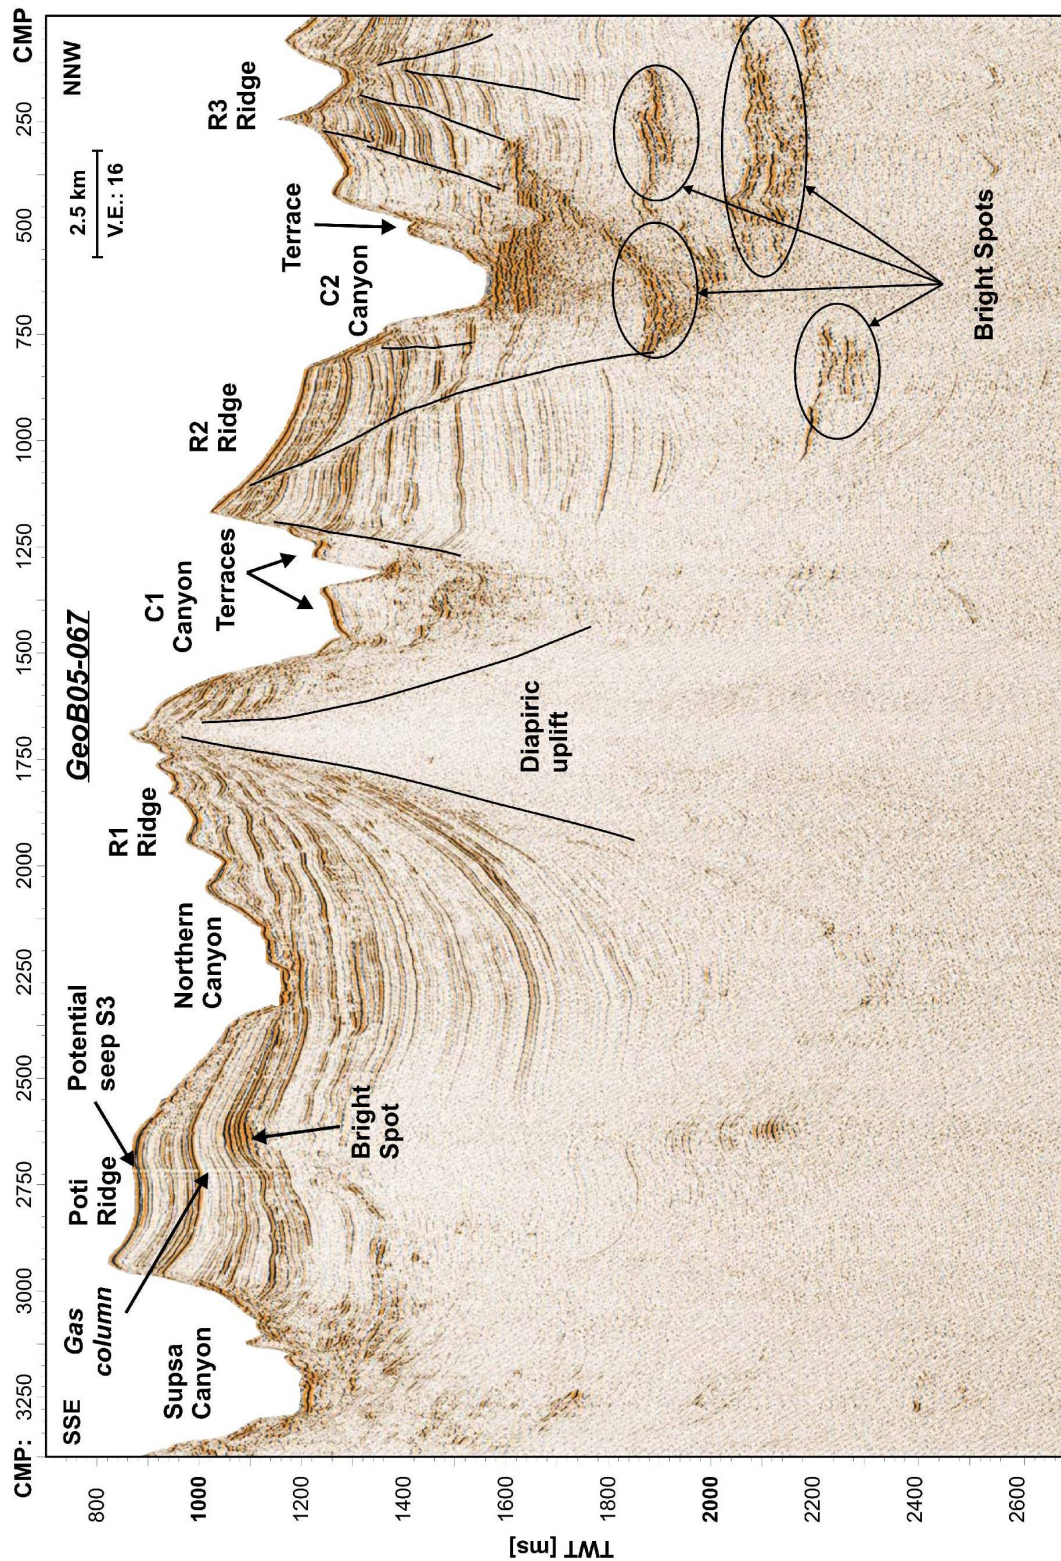 CMP:
3250
3000
2750
2500
2250
2000
1750
1500
1250
1000
750
500
250
CMP
SSE
NNW
GeoB05-067
2.5 km
V.E.: 16
Supsa
Canyon
Gas
column
Poti
Ridge
Potential
seep S3
Northern
Canyon
R1
Ridge
C1
Canyon
Terraces
R2
Ridge
C2
Canyon
Terrace
R3
Ridge
Bright
Spot
Diapiric
uplift
Bright Spots
TWT [ms]
800
1000
1200
1400
1600
1800
2000
2200
2400
2600